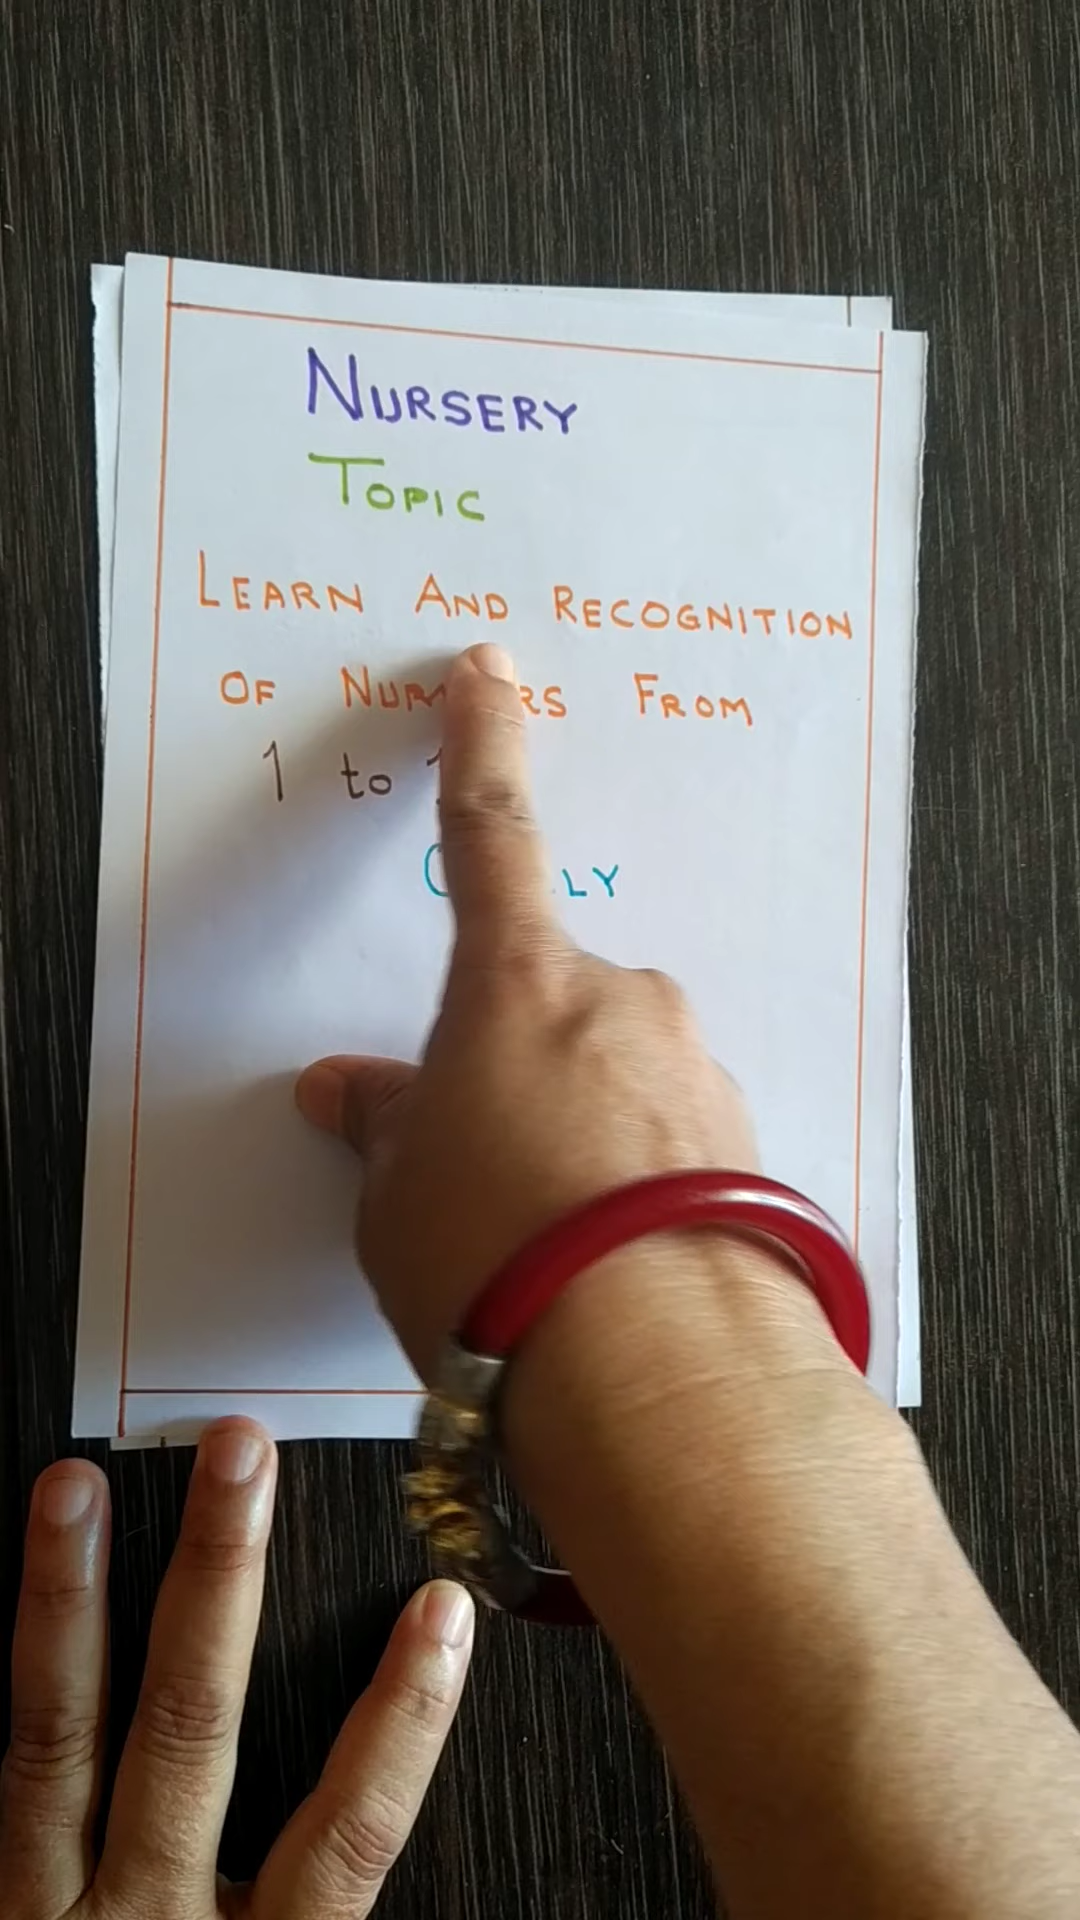 NURSERY
TOPIC
LEARN AND RECOGNITION
OF FROM
1 to